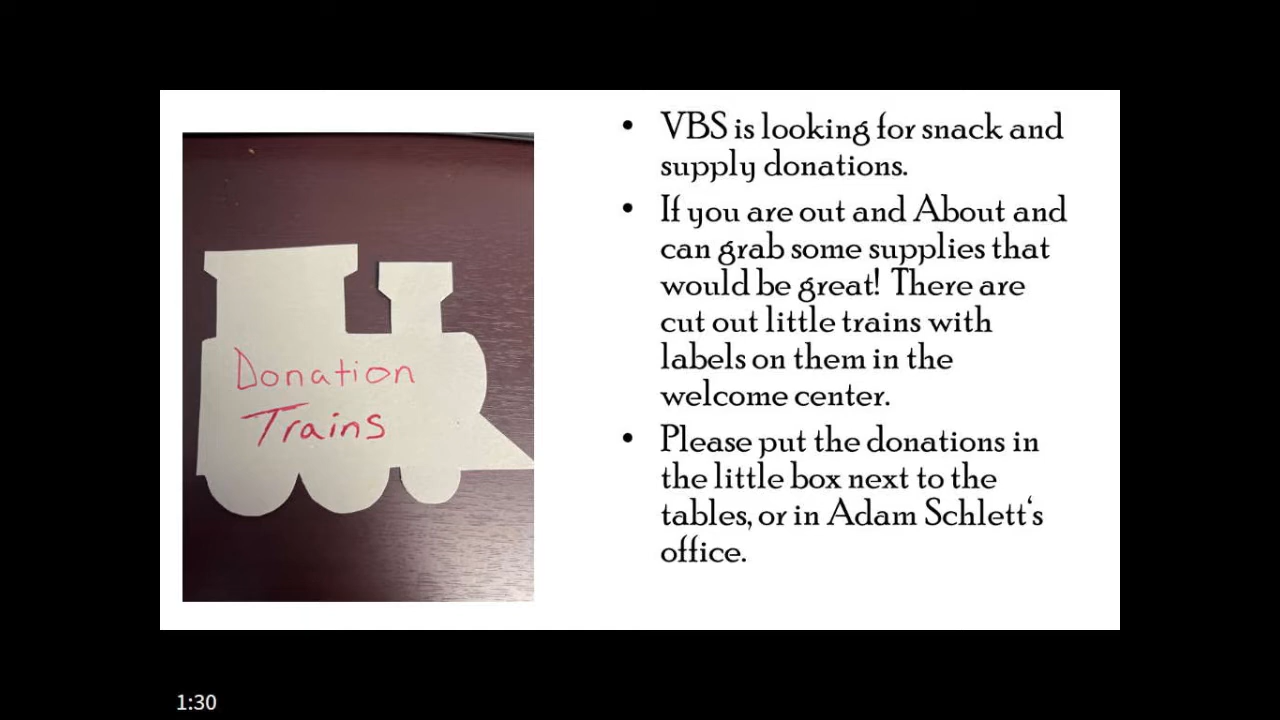 Donation
Trains
• VBS is looking for snack and
supply donations.
• If you are out and About and
can grab some supplies that
would be great! There are
cut out little trains with
labels on them in the
welcome center.
• Please put the donations in
the little box next to the
tables, or in Adam Schlett‘s
office.
1:30